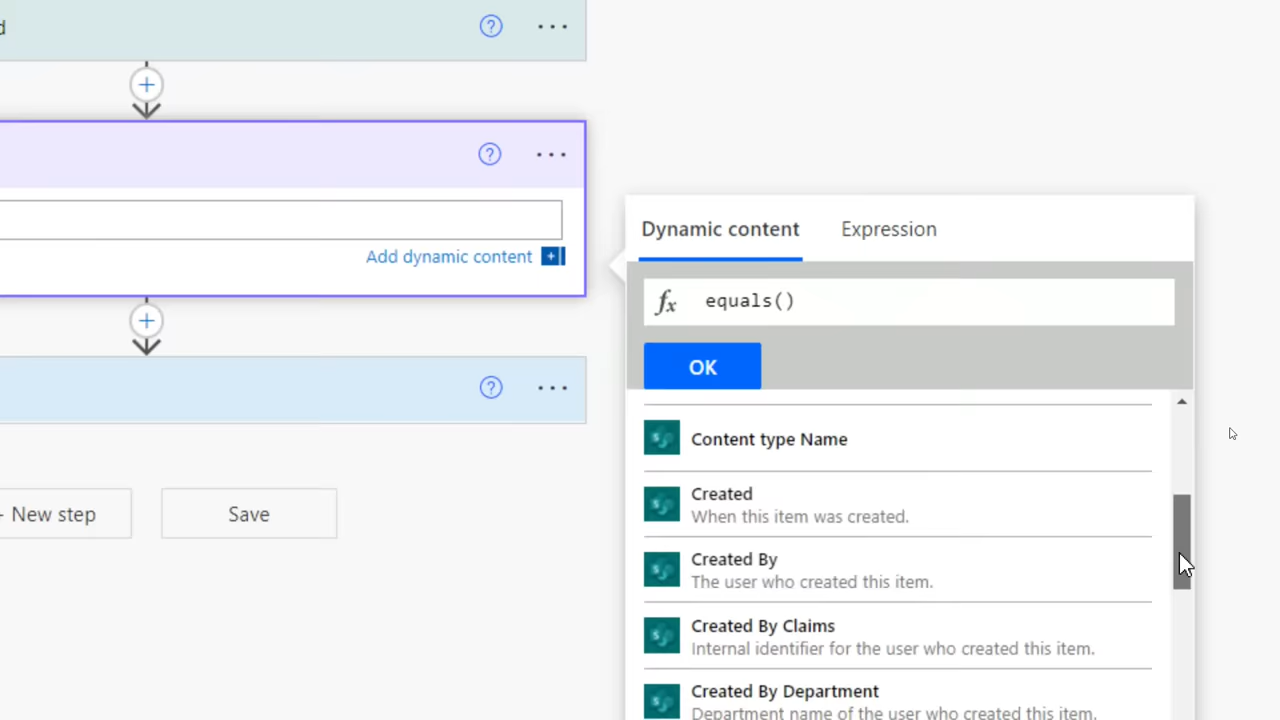 d
Add dynamic content
New step
Save
Dynamic content
Expression
fx equals()
OK
Content type Name
Created
When this item was created.
Created By
The user who created this item.
Created By Claims
Internal identifier for the user who created this item.
Created By Department
Department name of the user who created this item.